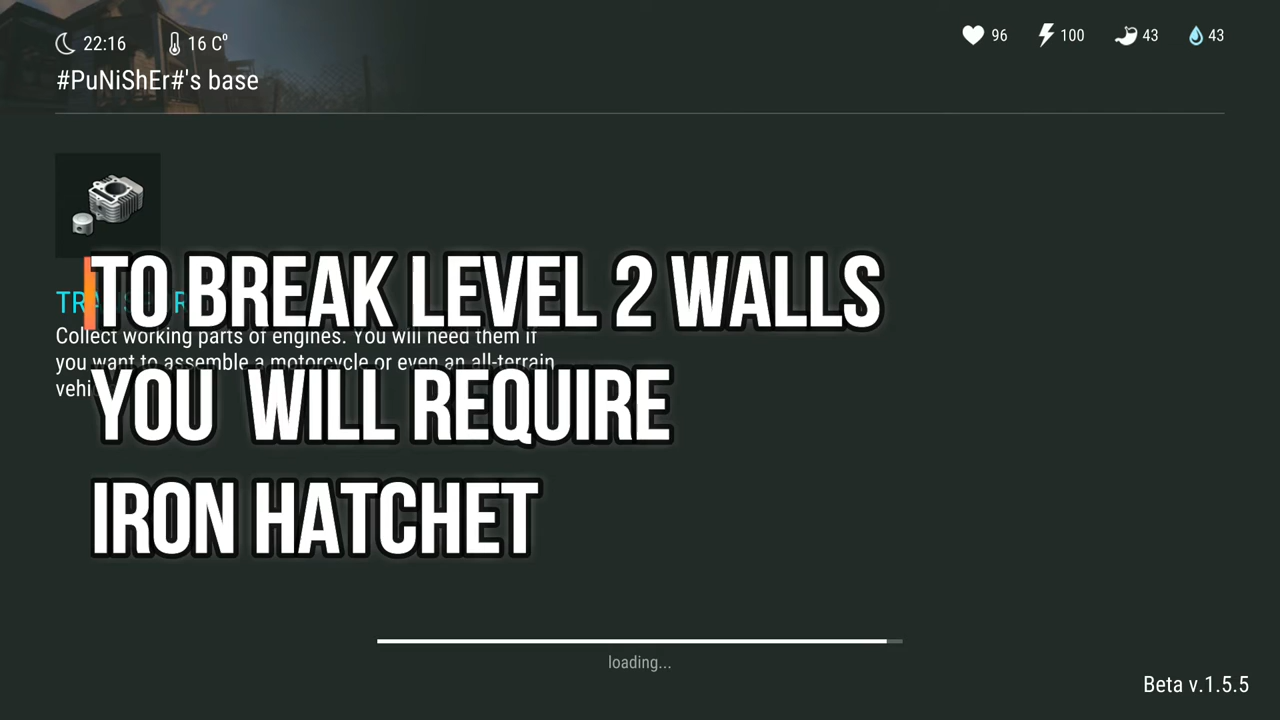 22:16
16 C⁰
96
100
43
43
#PuNiShEr#'s base
TO BREAK LEVEL 2 WALLS
Collect working parts of engines. You will need them if
you want to assemble a motorcycle or even an all-terrain
YOU WILL REQUIRE
IRON HATCHET
loading...
Beta v.1.5.5